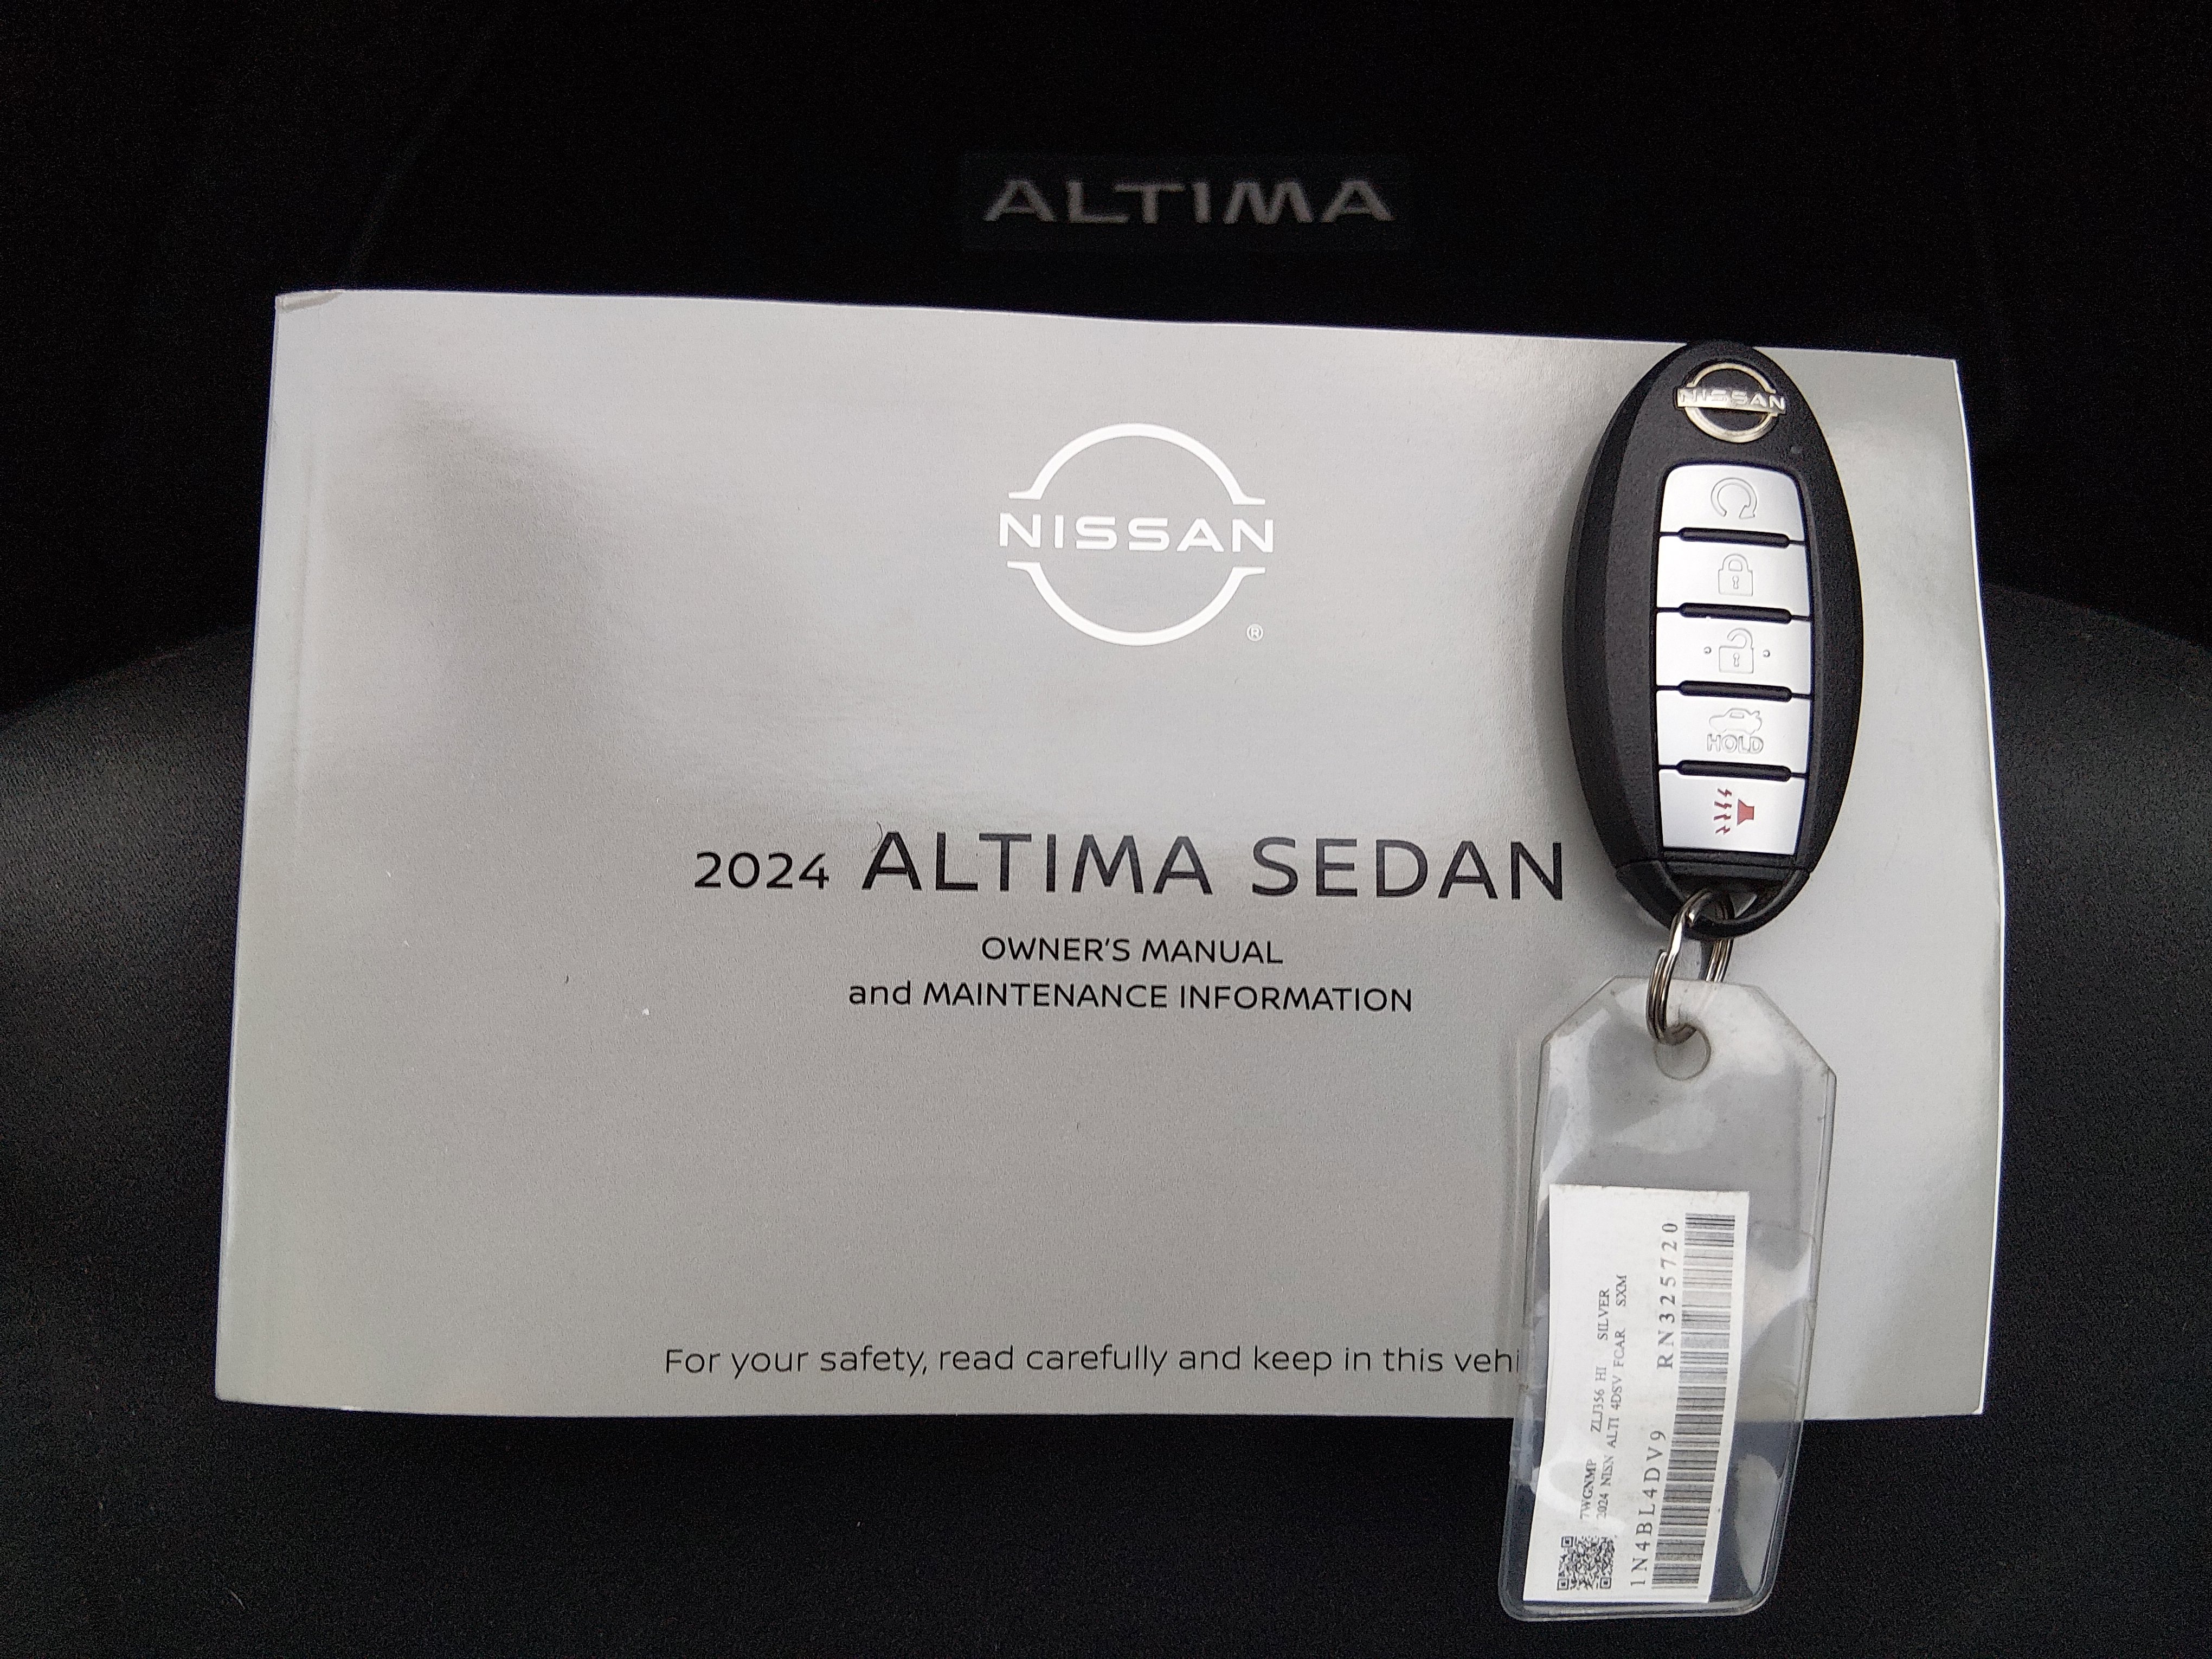 ALTIMA
NISSAN
NISSAN
®
2024 ALTIMA SEDAN
OWNER'S MANUAL
and MAINTENANCE INFORMATION
For your safety, read carefully and keep in this vehi
HOLD
7WGNMP ZLJ356 HI SILVER
2024 NISN ALTI 4DSV FCAR SXM
1N4BL4DV9 RN325720